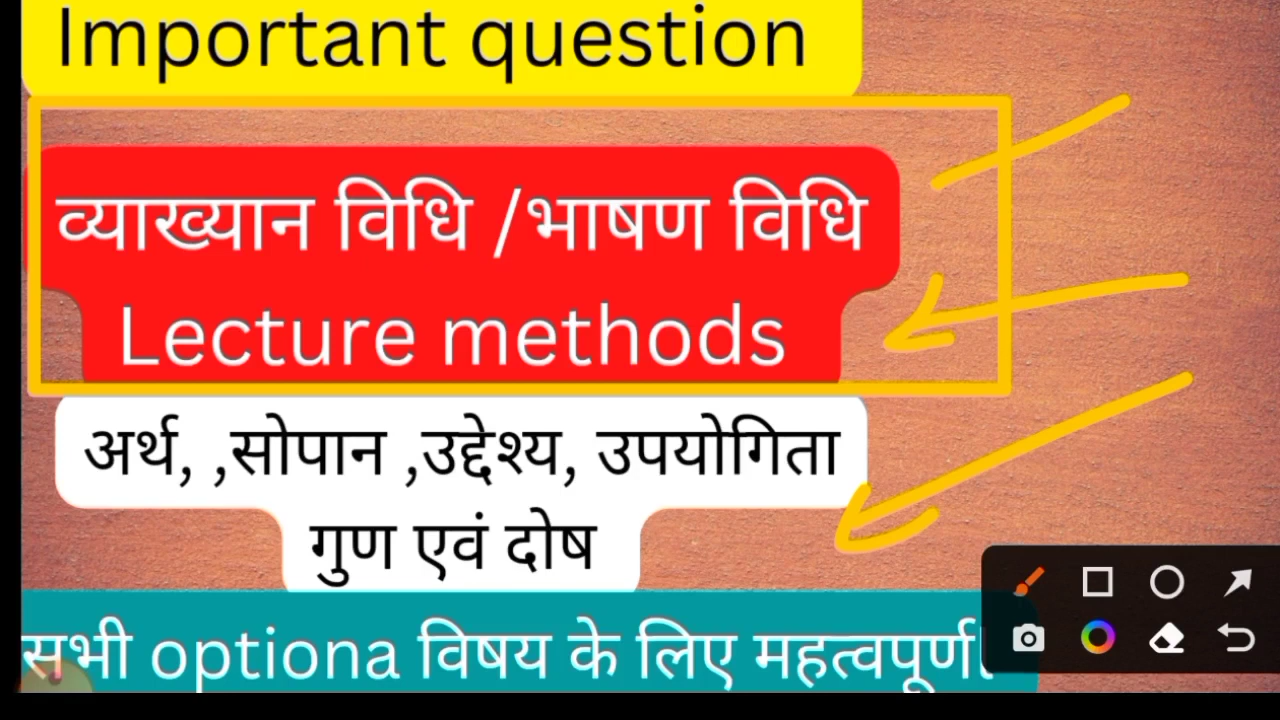 Important question
व्याख्यान विधि /भाषण विधि
Lecture methods
अर्थ, ,सोपान ,उद्देश्य, उपयोगिता
गुण एवं दोष
सभी optiona विषय के लिए महत्वपूर्ण